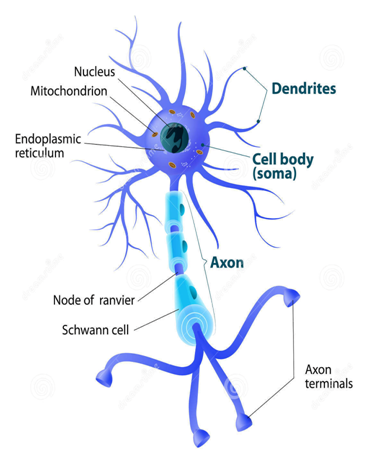 Nucleus
Mitochondrion
Dendrites
Endoplasmic
reticulum
Cell body
(soma)
Axon
Node of ranvier
Schwann cell
Axon
terminals